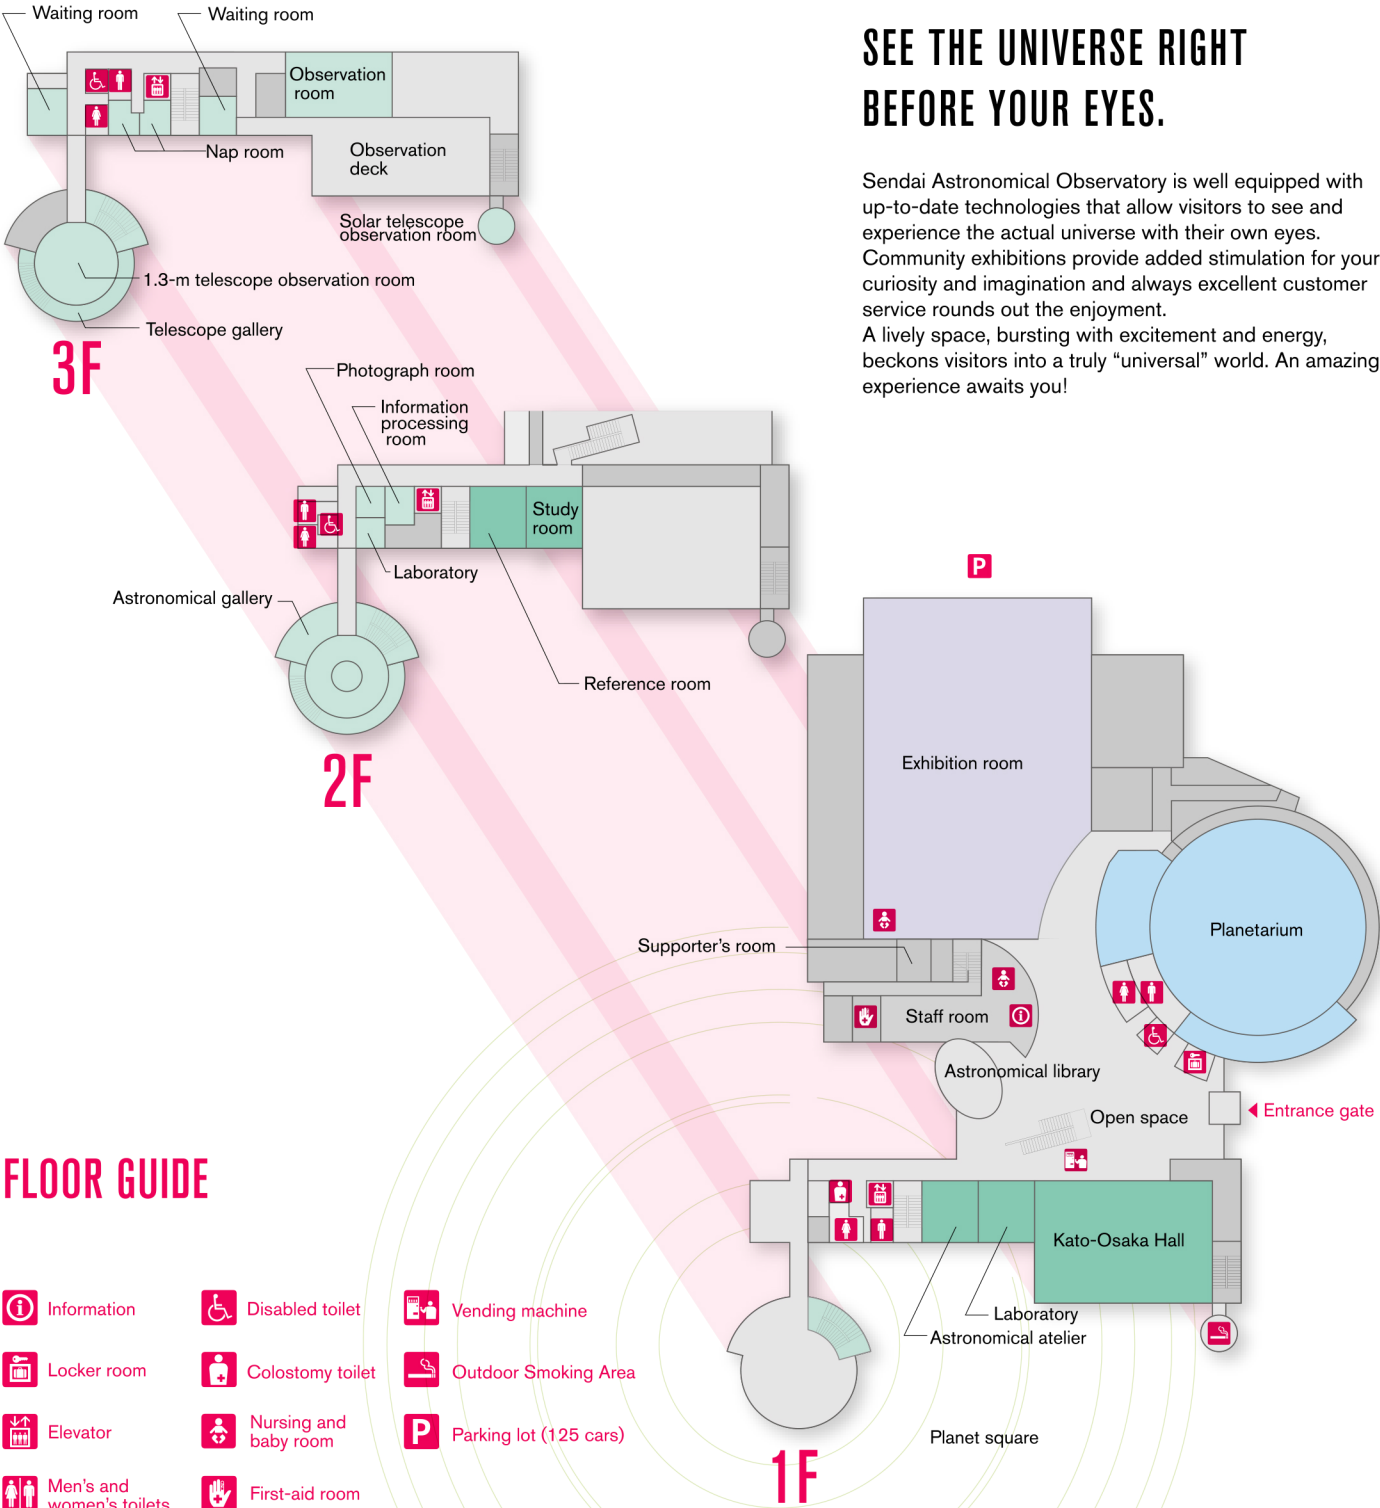 Waiting room
Waiting room
Observation
room
Nap room
Observation
deck
Solar telescope
observation room
1.3-m telescope observation room
Telescope gallery
3F
SEE THE UNIVERSE RIGHT
BEFORE YOUR EYES.
Sendai Astronomical Observatory is well equipped with
up-to-date technologies that allow visitors to see and
experience the actual universe with their own eyes.
Community exhibitions provide added stimulation for your
curiosity and imagination and always excellent customer
service rounds out the enjoyment.
A lively space, bursting with excitement and energy,
beckons visitors into a truly “universal” world. An amazing
experience awaits you!
Photograph room
Information
processing
room
Study
room
Laboratory
Astronomical gallery
Reference room
2F
P
Exhibition room
Planetarium
Supporter’s room
Staff room
Astronomical library
Open space
Entrance gate
Kato-Osaka Hall
Laboratory
Astronomical atelier
Planet square
1F
FLOOR GUIDE
Information
Locker room
Elevator
Men’s and
women’s toilets
Disabled toilet
Colostomy toilet
Nursing and
baby room
First-aid room
Vending machine
Outdoor Smoking Area
P
Parking lot (125 cars)